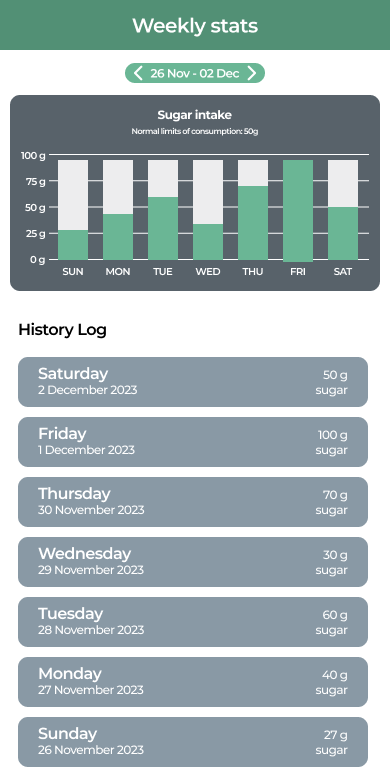 Weekly stats
26 Nov - 02 Dec
Sugar intake
Normal limits of consumption: 50g
100 g
75 g
50 g
25 g
0 g
SUN MON TUE WED THU FRI SAT
History Log
Saturday 50 g
2 December 2023 sugar
Friday 100 g
1 December 2023 sugar
Thursday 70 g
30 November 2023 sugar
Wednesday 30 g
29 November 2023 sugar
Tuesday 60 g
28 November 2023 sugar
Monday 40 g
27 November 2023 sugar
Sunday 27 g
26 November 2023 sugar